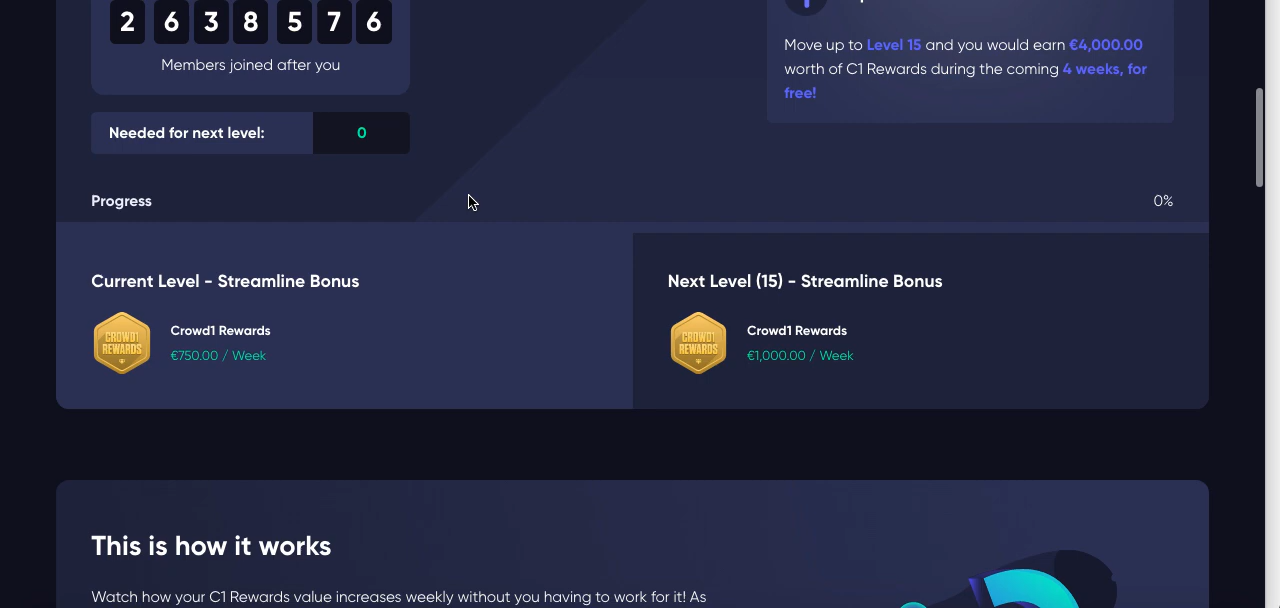 2 6 3 8 5 7 6
Members joined after you
Move up to Level 15 and you would earn €4,000.00
worth of C1 Rewards during the coming 4 weeks, for
free!
Needed for next level: 0
Progress 0%
Current Level - Streamline Bonus
CROWD1
REWARDS
Crowd1 Rewards
€750.00 / Week
Next Level (15) - Streamline Bonus
CROWD1
REWARDS
Crowd1 Rewards
€1,000.00 / Week
This is how it works
Watch how your C1 Rewards value increases weekly without you having to work for it! As